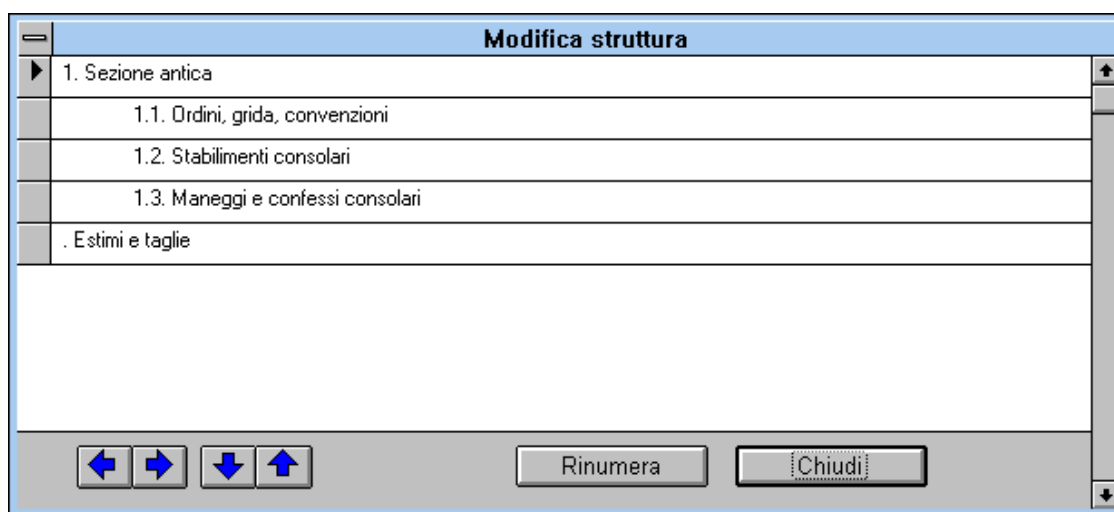 Modifica struttura
1. Sezione antica
1.1. Ordini, grida, convenzioni
1.2. Stabilimenti consolari
1.3. Maneggi e confessi consolari
. Estimi e taglie
Rinumera Chiudi